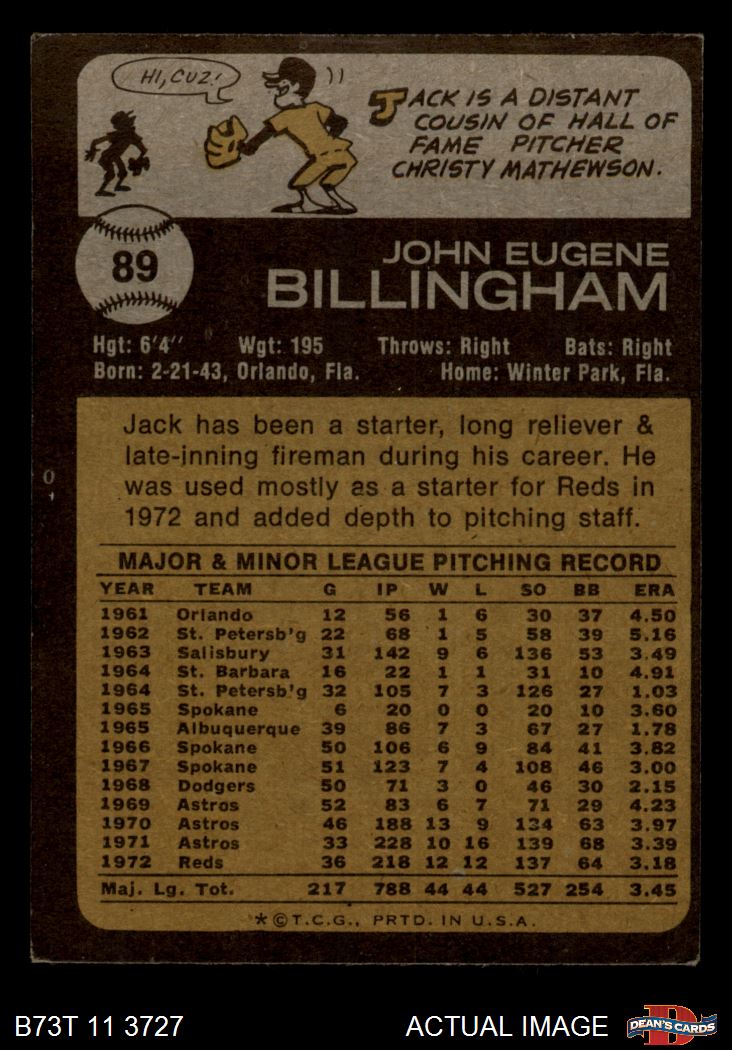 HI, CUZ!
JACK IS A DISTANT
COUSIN OF HALL OF
FAME PITCHER
CHRISTY MATHEWSON.
89
JOHN EUGENE
BILLINGHAM
Hgt: 6'4" Wgt: 195 Throws: Right Bats: Right
Born: 2-21-43, Orlando, Fla. Home: Winter Park, Fla.
Jack has been a starter, long reliever &
late-inning fireman during his career. He
was used mostly as a starter for Reds in
1972 and added depth to pitching staff.
MAJOR & MINOR LEAGUE PITCHING RECORD
YEAR TEAM G IP W L SO BB ERA
1961 Orlando 12 56 1 6 30 37 4.50
1962 St. Petersb'g 22 68 1 5 58 39 5.16
1963 Salisbury 31 142 9 6 136 53 3.49
1964 St. Barbara 16 22 1 1 31 10 4.91
1964 St. Petersb'g 32 105 7 3 126 27 1.03
1965 Spokane 6 20 0 0 20 10 3.60
1965 Albuquerque 39 86 7 3 67 27 1.78
1966 Spokane 50 106 6 9 84 41 3.82
1967 Spokane 51 123 7 4 108 46 3.00
1968 Dodgers 50 71 3 0 46 30 2.15
1969 Astros 52 83 6 7 71 29 4.23
1970 Astros 46 188 13 9 134 63 3.97
1971 Astros 33 228 10 16 139 68 3.39
1972 Reds 36 218 12 12 137 64 3.18
Maj. Lg. Tot. 217 788 44 44 527 254 3.45
*©T.C.G., PRTD. IN U.S.A.
B73T 11 3727 ACTUAL IMAGE
DEAN'S CARDS